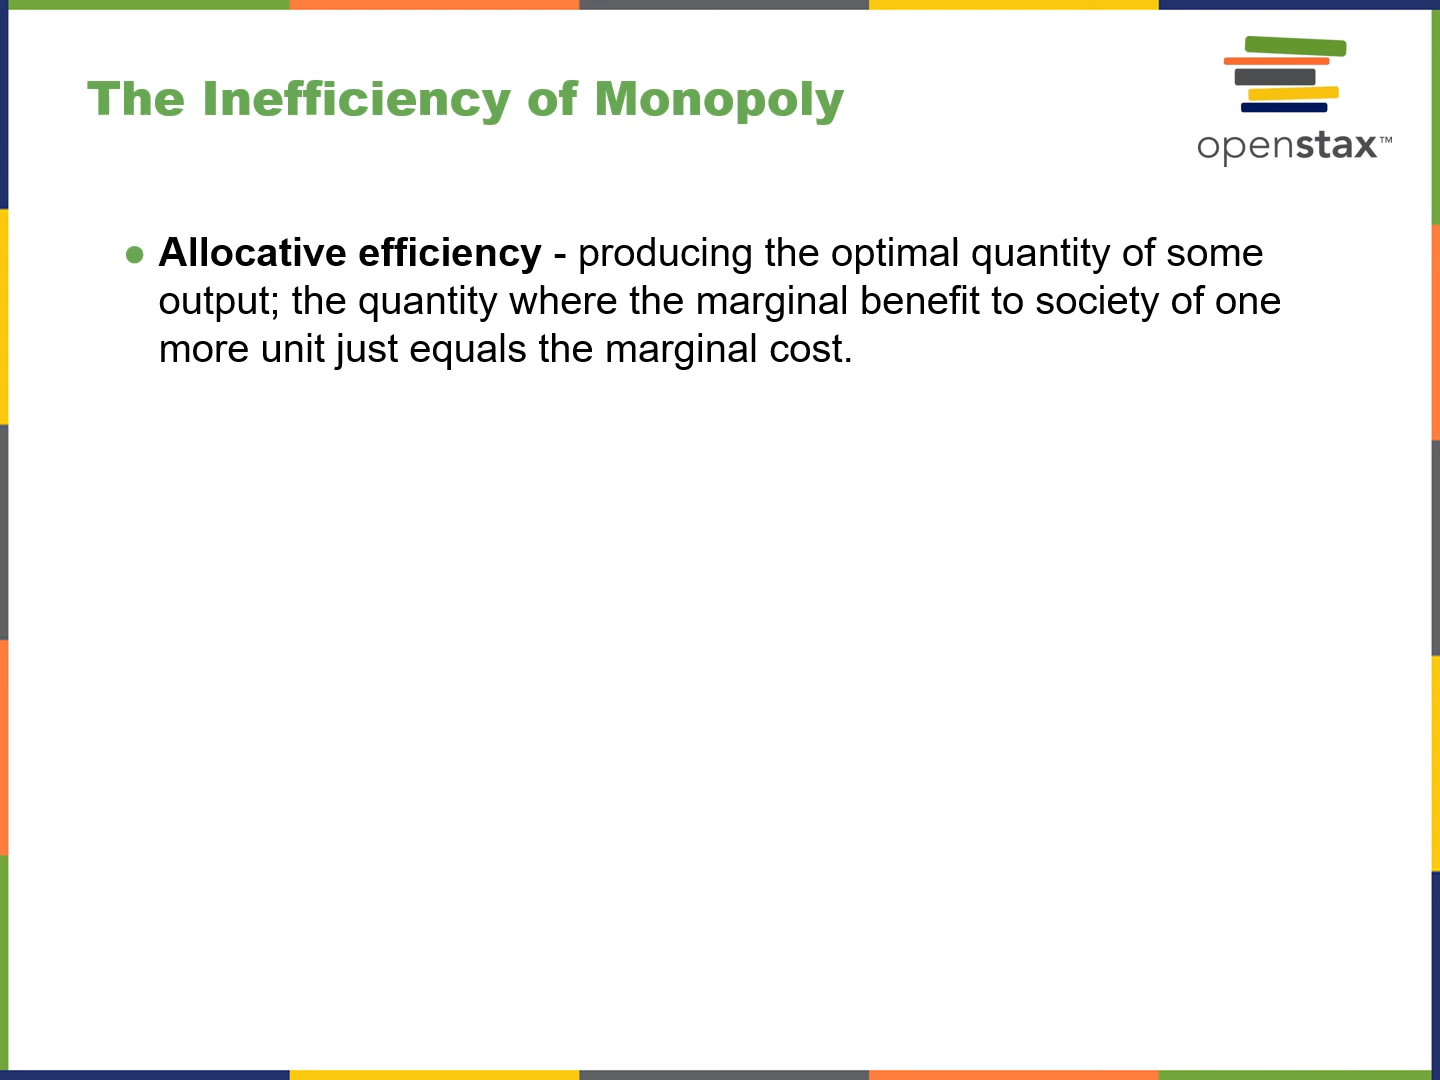 The Inefficiency of Monopoly
openstax™
● Allocative efficiency - producing the optimal quantity of some
output; the quantity where the marginal benefit to society of one
more unit just equals the marginal cost.